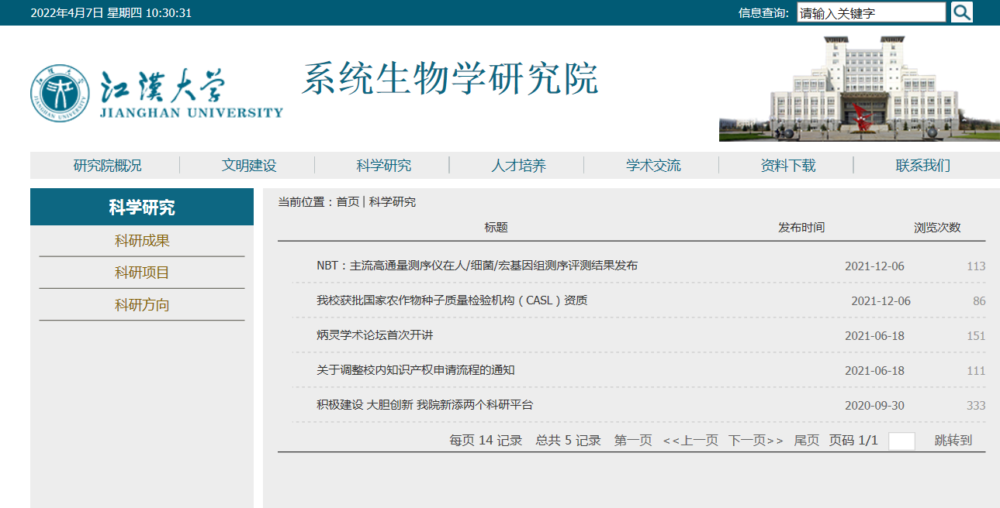 2022年4月7日 星期四 10:30:31 信息查询: 请输入关键字
江汉大学 系统生物学研究院
JIANGHAN UNIVERSITY
研究院概况 文明建设 科学研究 人才培养 学术交流 资料下载 联系我们
科学研究
科研成果
科研项目
科研方向
当前位置：首页 | 科学研究
标题 发布时间 浏览次数
NBT：主流高通量测序仪在人/细菌/宏基因组测序评测结果发布 2021-12-06 113
我校获批国家农作物种子质量检验机构（CASL）资质 2021-12-06 86
炳灵学术论坛首次开讲 2021-06-18 151
关于调整校内知识产权申请流程的通知 2021-06-18 111
积极建设 大胆创新 我院新添两个科研平台 2020-09-30 333
每页 14 记录 总共 5 记录 第一页 <<上一页 下一页>> 尾页 页码 1/1 跳转到